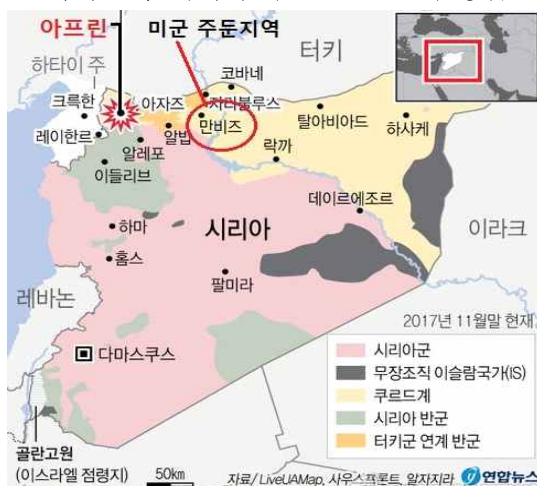 아프린
미군 주둔지역
터키
하타이 주
크륵한
아자즈
자라불루스
코바네
레이한르
알밥
만비즈
탈아비아드
하사케
알레포
락까
이들리브
데이르에조르
하마
시리아
이라크
홈스
팔미라
레바논
2017년 11월말 현재
다마스쿠스
시리아군
무장조직 이슬람국가(IS)
쿠르드계
시리아 반군
터키군 연계 반군
골란고원
(이스라엘 점령지)
50km
자료/ LiveUAMap, 사우스프론트, 알자지라
연합뉴스